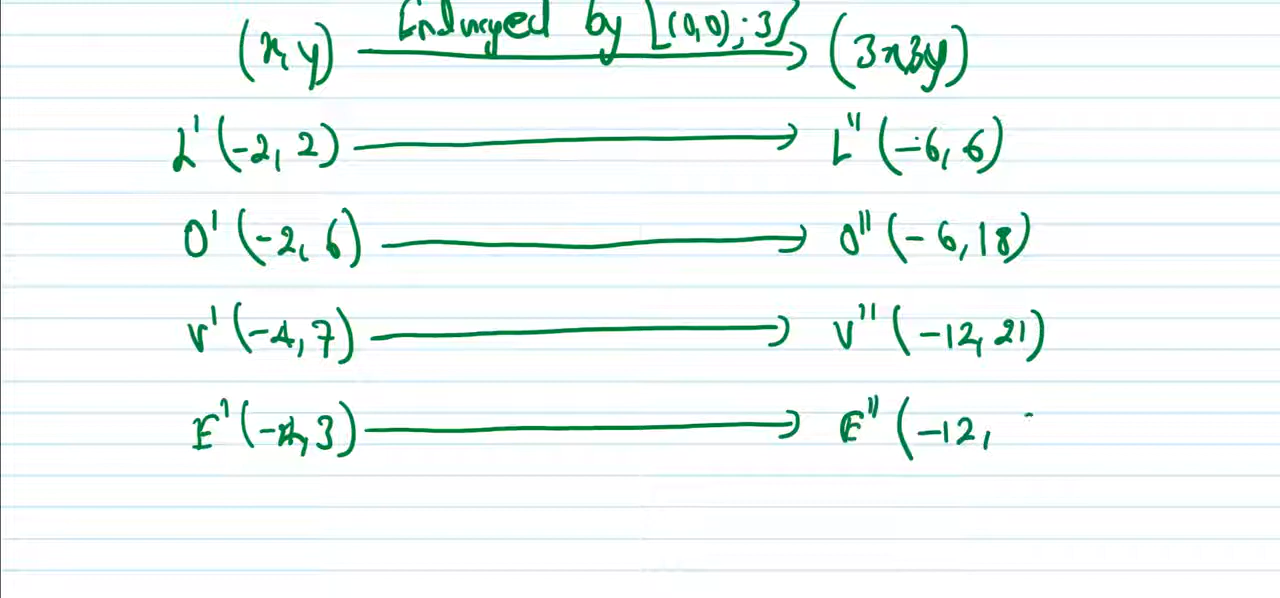 (x, y) Enlarged by [(0,0); 3] → (3x, 3y)
L' (-2, 2) → L'' (-6, 6)
O' (-2, 6) → O'' (-6, 18)
V' (-4, 7) → V'' (-12, 21)
E' (-4, 3) → E'' (-12,